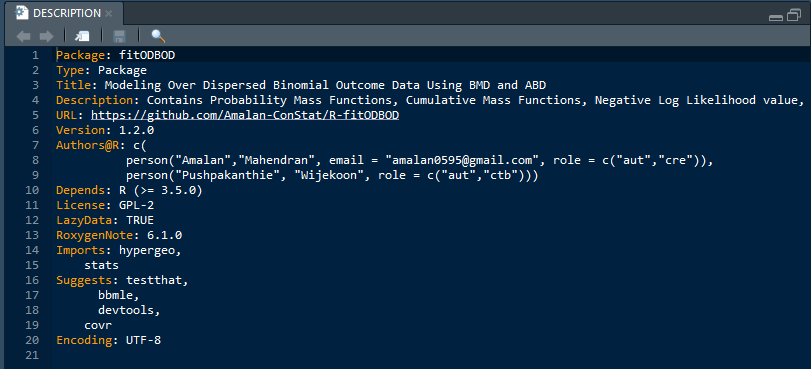 DESCRIPTION
1 Package: fitODBOD
2 Type: Package
3 Title: Modeling Over Dispersed Binomial Outcome Data Using BMD and ABD
4 Description: Contains Probability Mass Functions, Cumulative Mass Functions, Negative Log Likelihood value,
5 URL: https://github.com/Amalan-ConStat/R-fitODBOD
6 Version: 1.2.0
7 Authors@R: c(
8 person("Amalan","Mahendran", email = "amalan0595@gmail.com", role = c("aut","cre")),
9 person("Pushpakanthie", "Wijekoon", role = c("aut","ctb")))
10 Depends: R (>= 3.5.0)
11 License: GPL-2
12 LazyData: TRUE
13 RoxygenNote: 6.1.0
14 Imports: hypergeo,
15 stats
16 Suggests: testthat,
17 bbmle,
18 devtools,
19 covr
20 Encoding: UTF-8
21